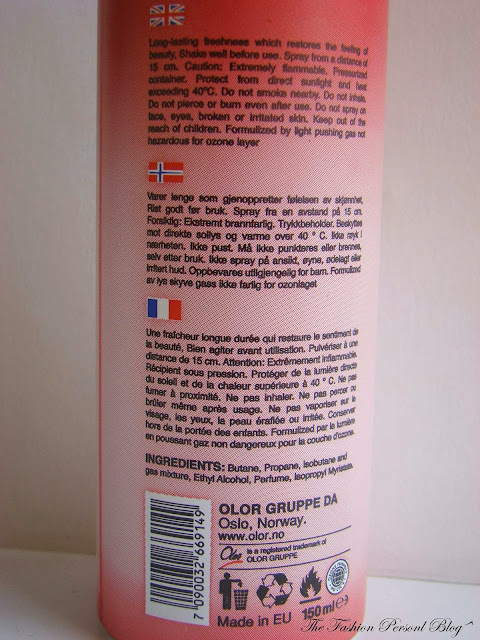 Long-lasting freshness which restores the feeling of
beauty, Shake well before use. Spray from a distance of
15 cm. Caution: Extremely flammable, Pressurized
container. Protect from direct sunlight and heat
exceeding 40°C. Do not smoke nearby. Do not inhale.
Do not pierce or burn even after use. Do not spray on
face, eyes, broken or irritated skin. Keep out of the
reach of children. Formulized by light pushing gas not
hazardous for ozone layer
Varer lenge som gjenoppretter følelsen av skjønnhet,
Rist godt før bruk. Spray fra en avstand på 15 cm.
Forsiktig: Ekstremt brannfarlig. Trykkbeholder. Beskyttes
mot direkte sollys og varme over 40 ° C. Ikke røyk i
nærheten. Ikke pust. Må ikke punkteres eller brennes,
selv etter bruk. Ikke spray på ansikt, øyne, ødelagt eller
irritert hud. Oppbevares utilgjengelig for barn. Formulized
av lys skyve gass ikke farlig for ozonlaget
Une fraîcheur longue durée qui restaure le sentiment de
la beauté, Bien agiter avant utilisation. Pulvériser à une
distance de 15 cm. Attention: Extrêmement inflammable.
Récipient sous pression. Protéger de la lumière directe
du soleil et de la chaleur supérieure à 40 ° C. Ne pas
fumer à proximité. Ne pas inhaler. Ne pas percer ou
brûler même après usage. Ne pas vaporiser sur le
visage, les yeux, la peau éraflée ou irritée. Conserver
hors de la portée des enfants. Formulized par la lumière
en poussant gaz non dangereux pour la couche d'ozone.
INGREDIENTS: Butane, Propane, Isobutane and
gas mixture, Ethyl Alcohol, Perfume, Isopropyl Myristate.
OLOR GRUPPE DA
Oslo, Norway.
www.olor.no
Olor is a registered trademark of
OLOR GRUPPE
7 090032 669149
Made in EU
150 ml e
The Fashion Personl Blog^